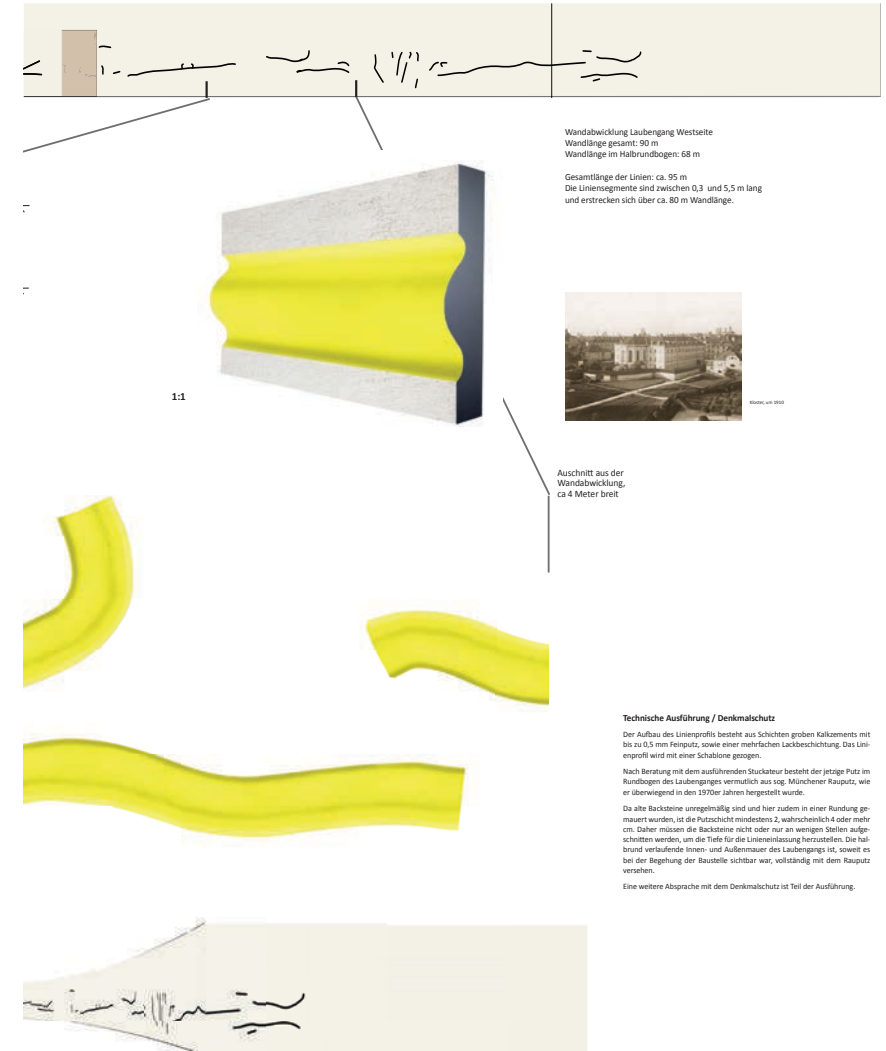 Wandabwicklung Laubengang Westseite
Wandlänge gesamt: 90 m
Wandlänge im Halbrundbogen: 68 m
Gesamtlänge der Linien: ca. 95 m
Die Liniensegmente sind zwischen 0,3 und 5,5 m lang
und erstrecken sich über ca. 80 m Wandlänge.
1:1
Kloster, um 1910
Auschnitt aus der
Wandabwicklung,
ca 4 Meter breit
Technische Ausführung / Denkmalschutz
Der Aufbau des Linienprofils besteht aus Schichten groben Kalkzements mit
bis zu 0,5 mm Feinputz, sowie einer mehrfachen Lackbeschichtung. Das Lini-
enprofil wird mit einer Schablone gezogen.
Nach Beratung mit dem ausführenden Stuckateur besteht der jetzige Putz im
Rundbogen des Laubenganges vermutlich aus sog. Münchener Rauputz, wie
er überwiegend in den 1970er Jahren hergestellt wurde.
Da alte Backsteine unregelmäßig sind und hier zudem in einer Rundung ge-
mauert wurden, ist die Putzschicht mindestens 2, wahrscheinlich 4 oder mehr
cm. Daher müssen die Backsteine nicht oder nur an wenigen Stellen aufge-
schnitten werden, um die Tiefe für die Linieneinlassung herzustellen. Die hal-
brund verlaufende Innen- und Außenmauer des Laubengangs ist, soweit es
bei der Begehung der Baustelle sichtbar war, vollständig mit dem Rauputz
versehen.
Eine weitere Absprache mit dem Denkmalschutz ist Teil der Ausführung.